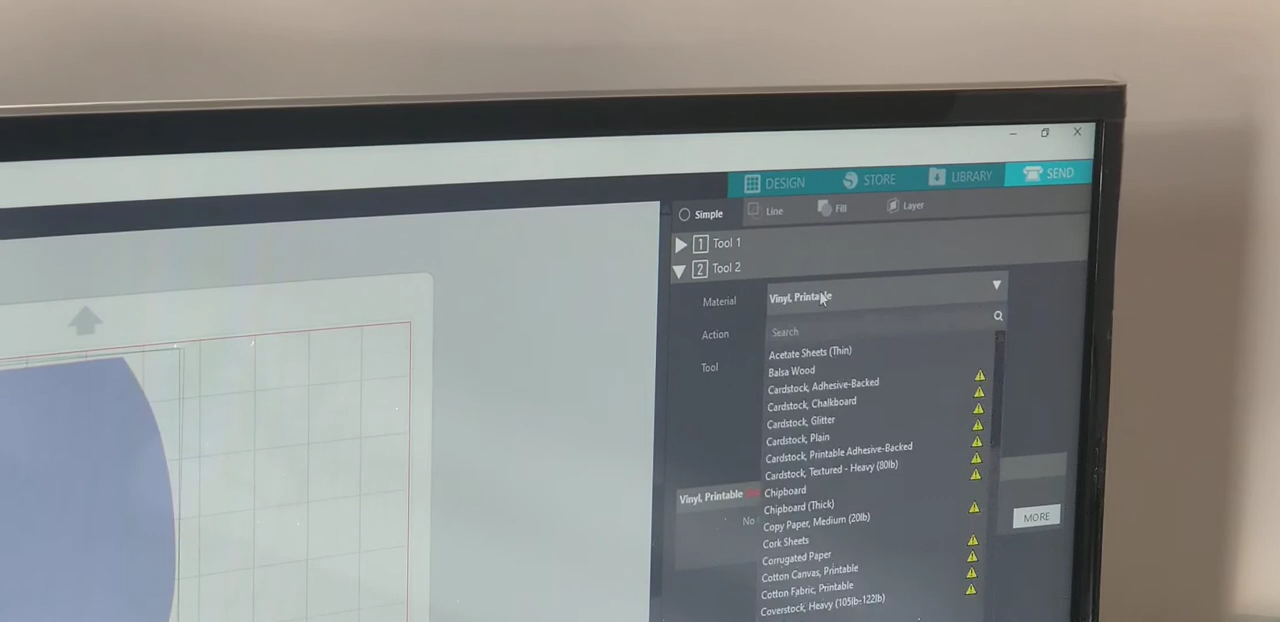 DESIGN STORE LIBRARY SEND
Simple Line Fill Layer
1 Tool 1
2 Tool 2
Material Vinyl, Printable
Search
Action
Tool
Acetate Sheets (Thin)
Balsa Wood
Cardstock, Adhesive-Backed
Cardstock, Chalkboard
Cardstock, Glitter
Cardstock, Plain
Cardstock, Printable Adhesive-Backed
Cardstock, Textured - Heavy (80lb)
Chipboard
Chipboard (Thick)
Copy Paper, Medium (20lb)
Cork Sheets
Corrugated Paper
Cotton Canvas, Printable
Cotton Fabric, Printable
Coverstock, Heavy (105lb-122lb)
Vinyl, Printable
No
MORE